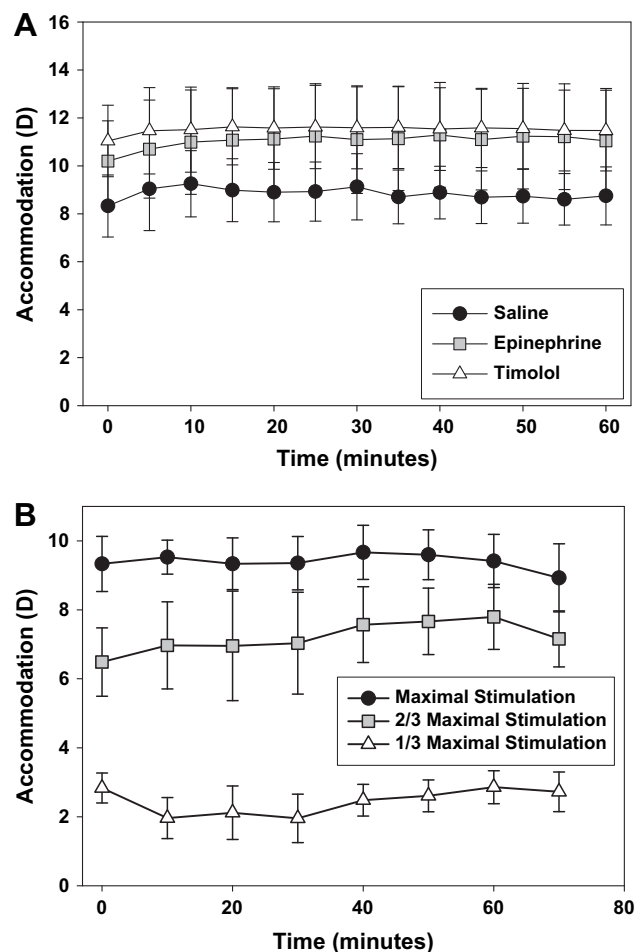 A
Accommodation (D)
16
14
12
10
8
6
4
2
0
Saline
Epinephrine
Timolol
0 10 20 30 40 50 60
Time (minutes)
B
Accommodation (D)
10
8
6
4
2
0
Maximal Stimulation
2/3 Maximal Stimulation
1/3 Maximal Stimulation
0 20 40 60 80
Time (minutes)